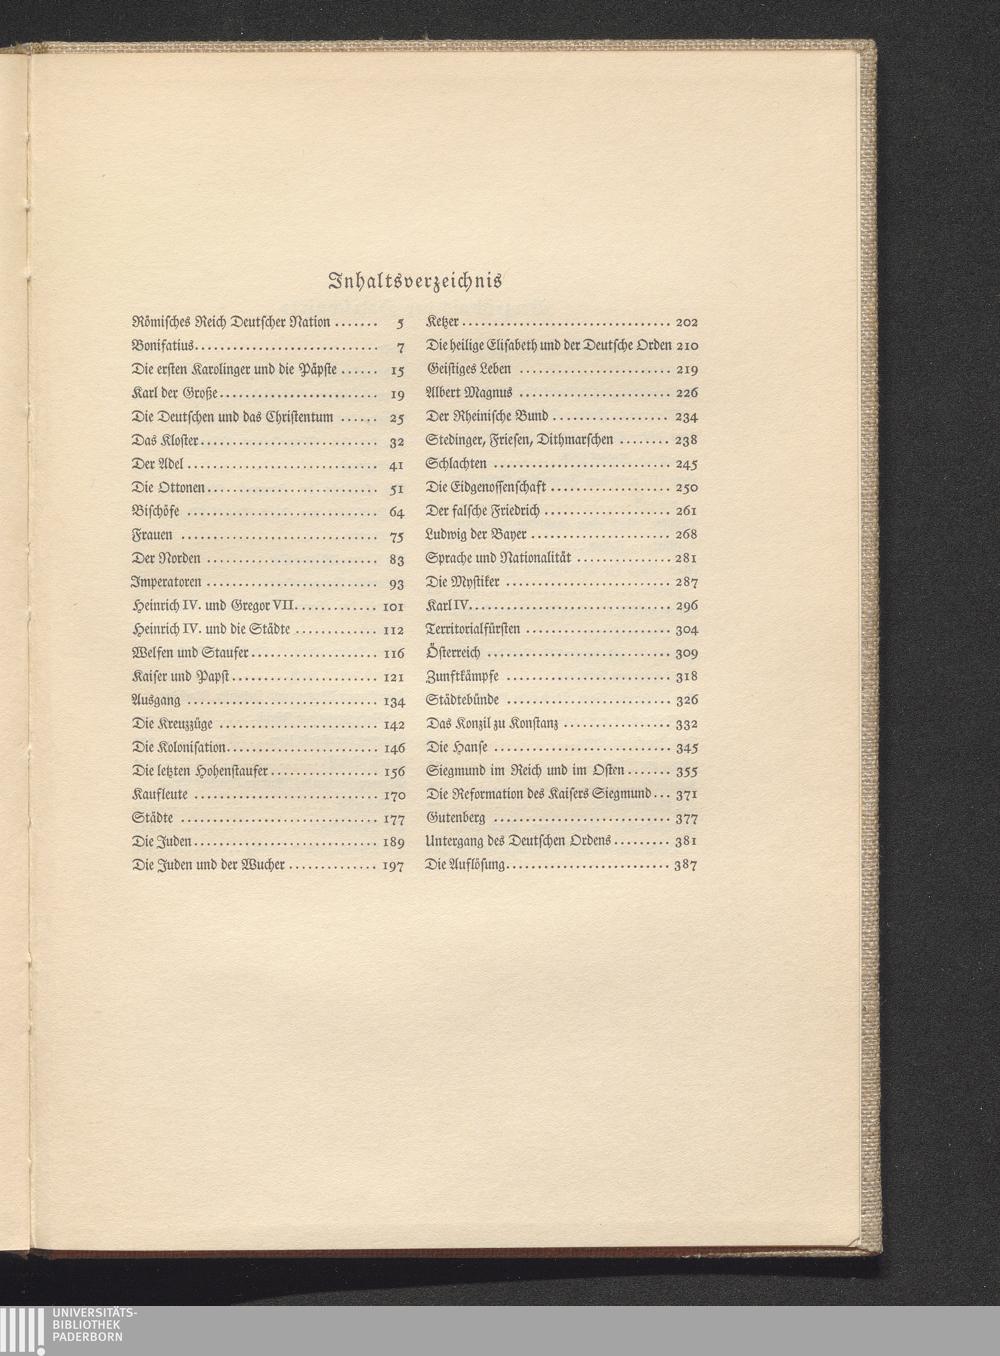 Inhaltsverzeichnis
Römisches Reich Deutscher Nation ....... 5
Bonifatius............................ 7
Die ersten Karolinger und die Päpste ...... 15
Karl der Große........................ 19
Die Deutschen und das Christentum ...... 25
Das Kloster........................... 32
Der Adel ............................. 41
Die Ottonen.......................... 51
Bischöfe ............................. 64
Frauen .............................. 75
Der Norden .......................... 83
Imperatoren .......................... 93
Heinrich IV. und Gregor VII............. 101
Heinrich IV. und die Städte ............. 112
Welfen und Staufer................... 116
Kaiser und Papst...................... 121
Ausgang ............................. 134
Die Kreuzzüge ........................ 142
Die Kolonisation....................... 146
Die letzten Hohenstaufer................ 156
Kaufleute ............................ 170
Städte .............................. 177
Die Juden............................ 189
Die Juden und der Wucher .............. 197
Ketzer................................ 202
Die heilige Elisabeth und der Deutsche Orden 210
Geistiges Leben ....................... 219
Albert Magnus ....................... 226
Der Rheinische Bund .................. 234
Stedinger, Friesen, Dithmarschen ........ 238
Schlachten ........................... 245
Die Eidgenossenschaft .................. 250
Der falsche Friedrich ................... 261
Ludwig der Bayer ..................... 268
Sprache und Nationalität .............. 281
Die Mystiker ......................... 287
Karl IV............................... 296
Territorialfürsten ...................... 304
Österreich ............................ 309
Zunftkämpfe ......................... 318
Städtebünde ......................... 326
Das Konzil zu Konstanz ................ 332
Die Hanse ........................... 345
Siegmund im Reich und im Osten....... 355
Die Reformation des Kaisers Siegmund... 371
Gutenberg ........................... 377
Untergang des Deutschen Ordens......... 381
Die Auflösung......................... 387
UNIVERSITÄTS-
BIBLIOTHEK
PADERBORN